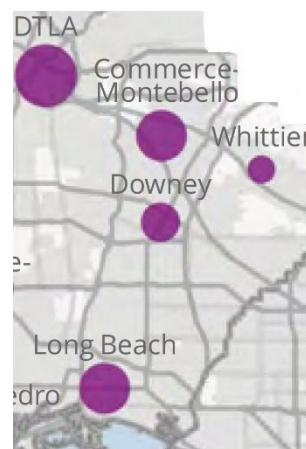 DTLA
Commerce-
Montebello
Whittier
Downey
e-
Long Beach
edro